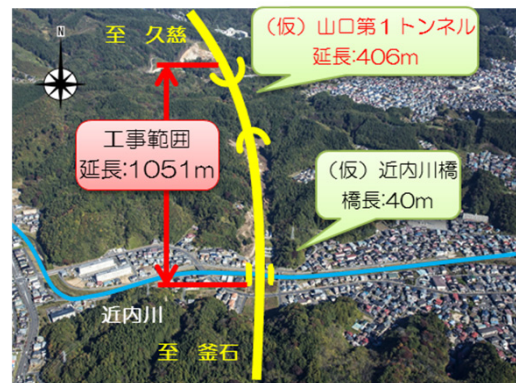 N
至 久慈
(仮) 山口第1トンネル
延長:406m
工事範囲
延長:1051m
(仮) 近内川橋
橋長:40m
近内川
至 釜石